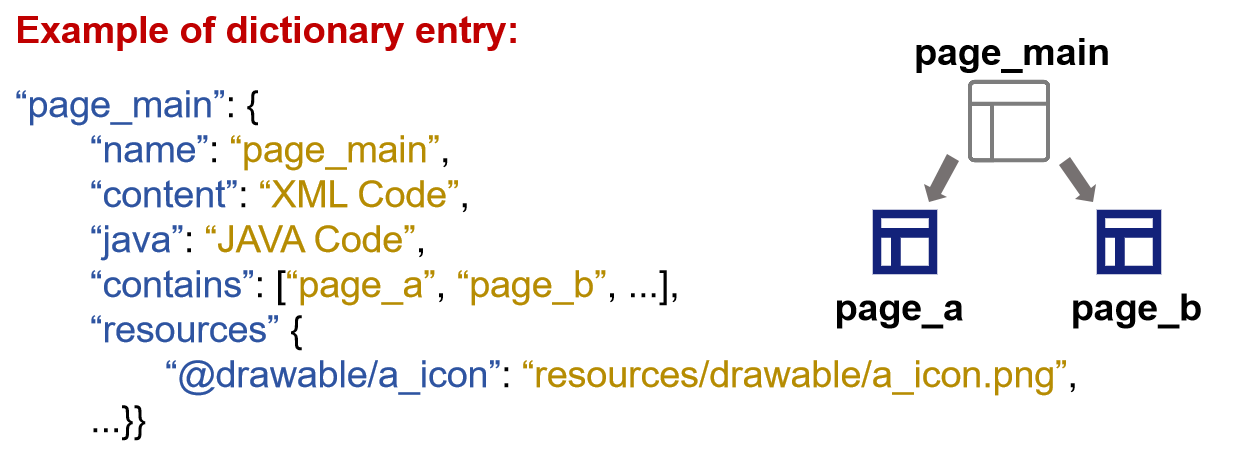 Example of dictionary entry:
“page_main”: {
“name”: “page_main”,
“content”: “XML Code”,
“java”: “JAVA Code”,
“contains”: [“page_a”, “page_b”, ...],
“resources” {
“@drawable/a_icon”: “resources/drawable/a_icon.png”,
...}}
page_main
page_a
page_b